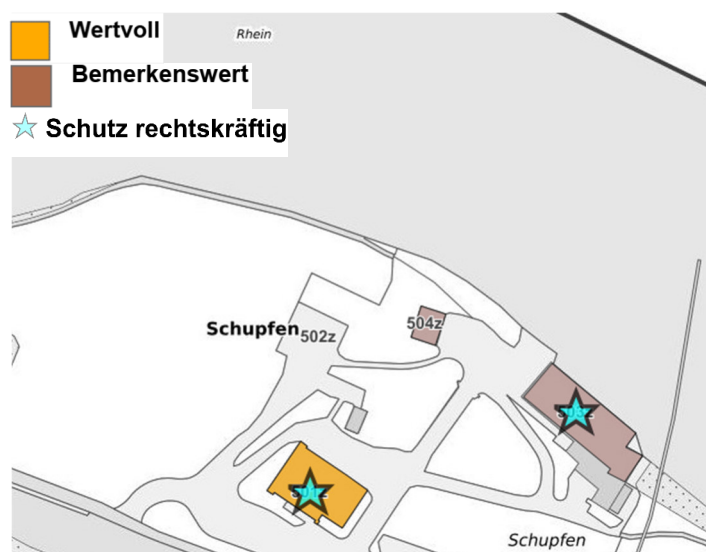 Wertvoll
Rhein
Bemerkenswert
Schutz rechtskräftig
Schupfen
502z
504z
Schupfen